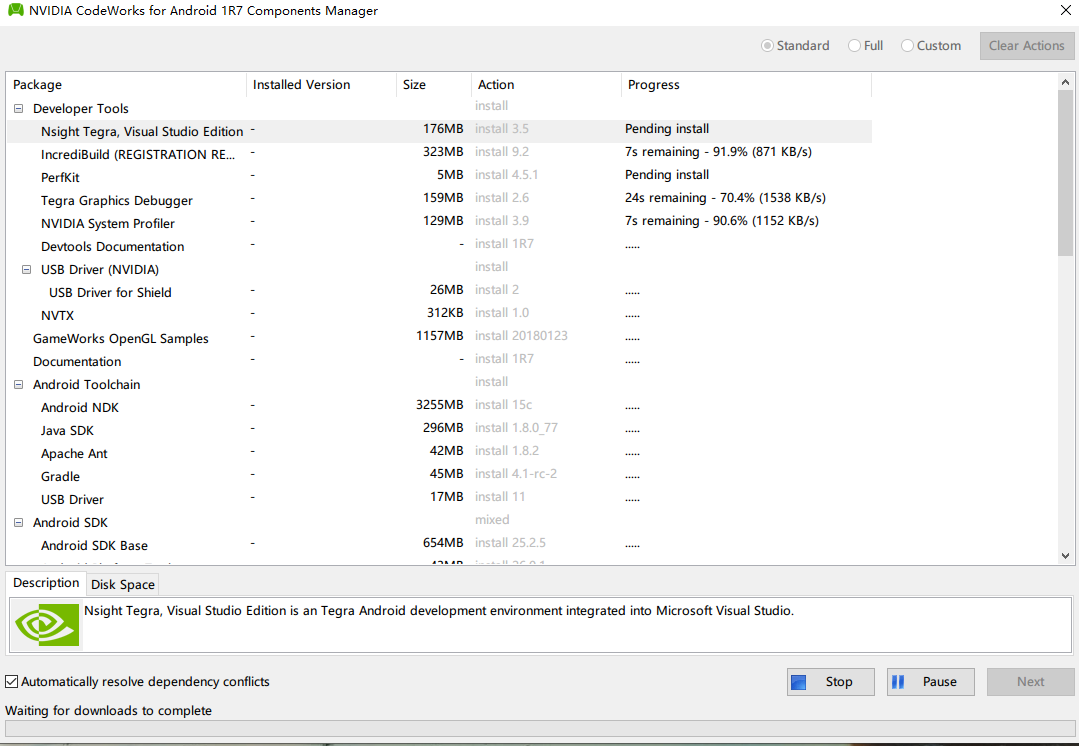 NVIDIA CodeWorks for Android 1R7 Components Manager
Standard Full Custom Clear Actions
Package Installed Version Size Action Progress
Developer Tools install
Nsight Tegra, Visual Studio Edition - 176MB install 3.5 Pending install
IncrediBuild (REGISTRATION RE... - 323MB install 9.2 7s remaining - 91.9% (871 KB/s)
PerfKit - 5MB install 4.5.1 Pending install
Tegra Graphics Debugger - 159MB install 2.6 24s remaining - 70.4% (1538 KB/s)
NVIDIA System Profiler - 129MB install 3.9 7s remaining - 90.6% (1152 KB/s)
Devtools Documentation - - install 1R7 .....
USB Driver (NVIDIA) install
USB Driver for Shield - 26MB install 2 .....
NVTX - 312KB install 1.0 .....
GameWorks OpenGL Samples - 1157MB install 20180123 .....
Documentation - - install 1R7 .....
Android Toolchain install
Android NDK - 3255MB install 15c .....
Java SDK - 296MB install 1.8.0_77 .....
Apache Ant - 42MB install 1.8.2 .....
Gradle - 45MB install 4.1-rc-2 .....
USB Driver - 17MB install 11 .....
Android SDK mixed
Android SDK Base - 654MB install 25.2.5 .....
Description Disk Space
Nsight Tegra, Visual Studio Edition is an Tegra Android development environment integrated into Microsoft Visual Studio.
Automatically resolve dependency conflicts Stop Pause Next
Waiting for downloads to complete